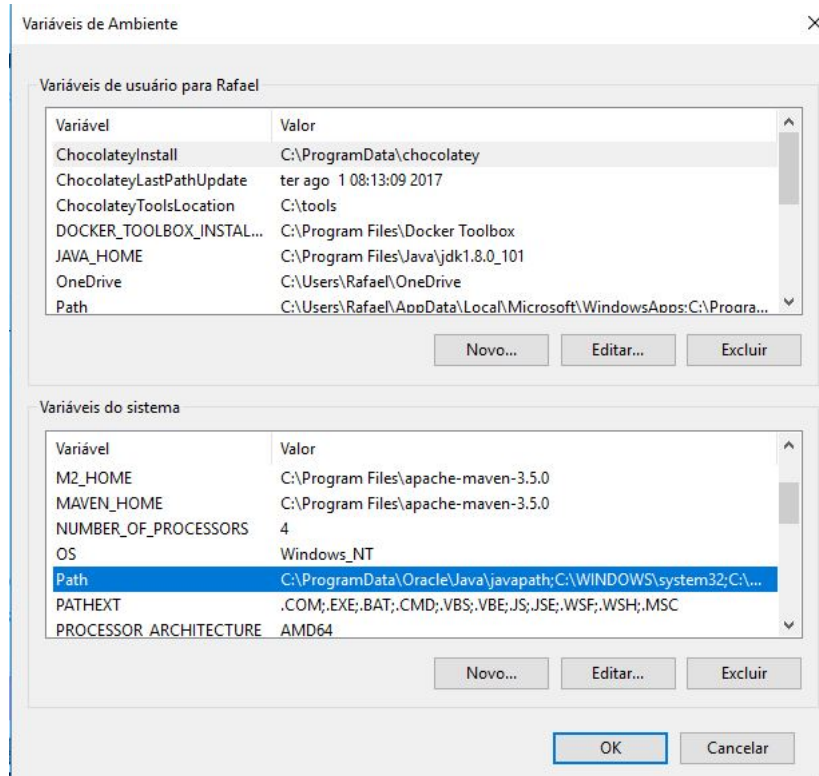 Variáveis de Ambiente
Variáveis de usuário para Rafael
Variável Valor
ChocolateyInstall C:\ProgramData\chocolatey
ChocolateyLastPathUpdate ter ago  1 08:13:09 2017
ChocolateyToolsLocation C:\tools
DOCKER_TOOLBOX_INSTAL... C:\Program Files\Docker Toolbox
JAVA_HOME C:\Program Files\Java\jdk1.8.0_101
OneDrive C:\Users\Rafael\OneDrive
Path C:\Users\Rafael\AppData\Local\Microsoft\WindowsApps;C:\Progra...
Novo... Editar... Excluir
Variáveis do sistema
Variável Valor
M2_HOME C:\Program Files\apache-maven-3.5.0
MAVEN_HOME C:\Program Files\apache-maven-3.5.0
NUMBER_OF_PROCESSORS 4
OS Windows_NT
Path C:\ProgramData\Oracle\Java\javapath;C:\WINDOWS\system32;C:\...
PATHEXT .COM;.EXE;.BAT;.CMD;.VBS;.VBE;.JS;.JSE;.WSF;.WSH;.MSC
PROCESSOR_ARCHITECTURE AMD64
Novo... Editar... Excluir
OK Cancelar